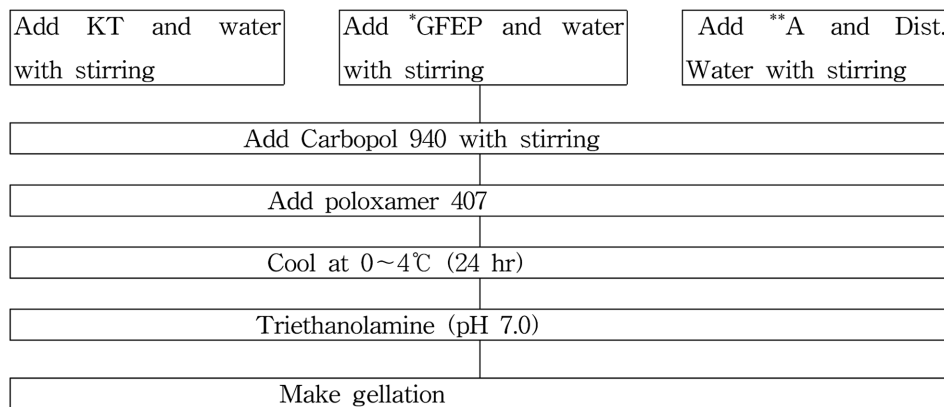 Add KT and water
with stirring
Add *GFEP and water
with stirring
Add **A and Dist.
Water with stirring
Add Carbopol 940 with stirring
Add poloxamer 407
Cool at 0~4℃ (24 hr)
Triethanolamine (pH 7.0)
Make gellation